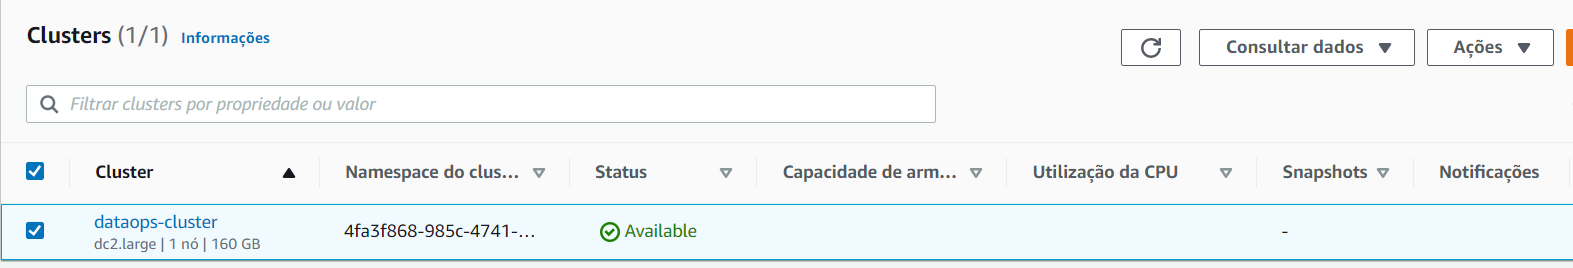 Clusters (1/1) Informações
Consultar dados
Ações
Filtrar clusters por propriedade ou valor
Cluster Namespace do clus... Status Capacidade de arm... Utilização da CPU Snapshots Notificações
dataops-cluster
dc2.large | 1 nó | 160 GB
4fa3f868-985c-4741-...
Available
-